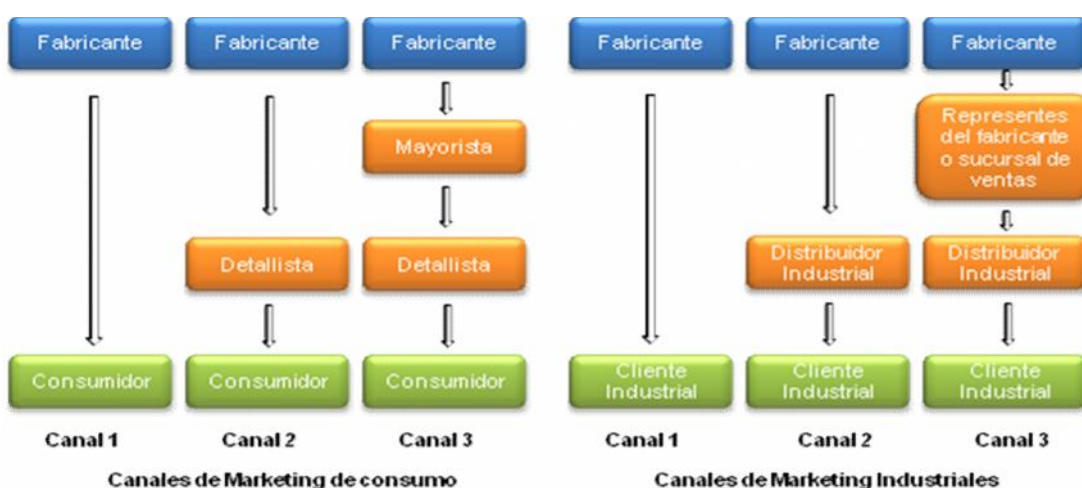 Fabricante
Fabricante
Fabricante
Fabricante
Fabricante
Fabricante
Mayorista
Represents
del fabricante
o sucursal de
ventas
Detallista
Detallista
Distribuidor
Industrial
Distribuidor
Industrial
Consumidor
Consumidor
Consumidor
Cliente
Industrial
Cliente
Industrial
Cliente
Industrial
Canal 1
Canal 2
Canal 3
Canal 1
Canal 2
Canal 3
Canales de Marketing de consumo
Canales de Marketing Industriales